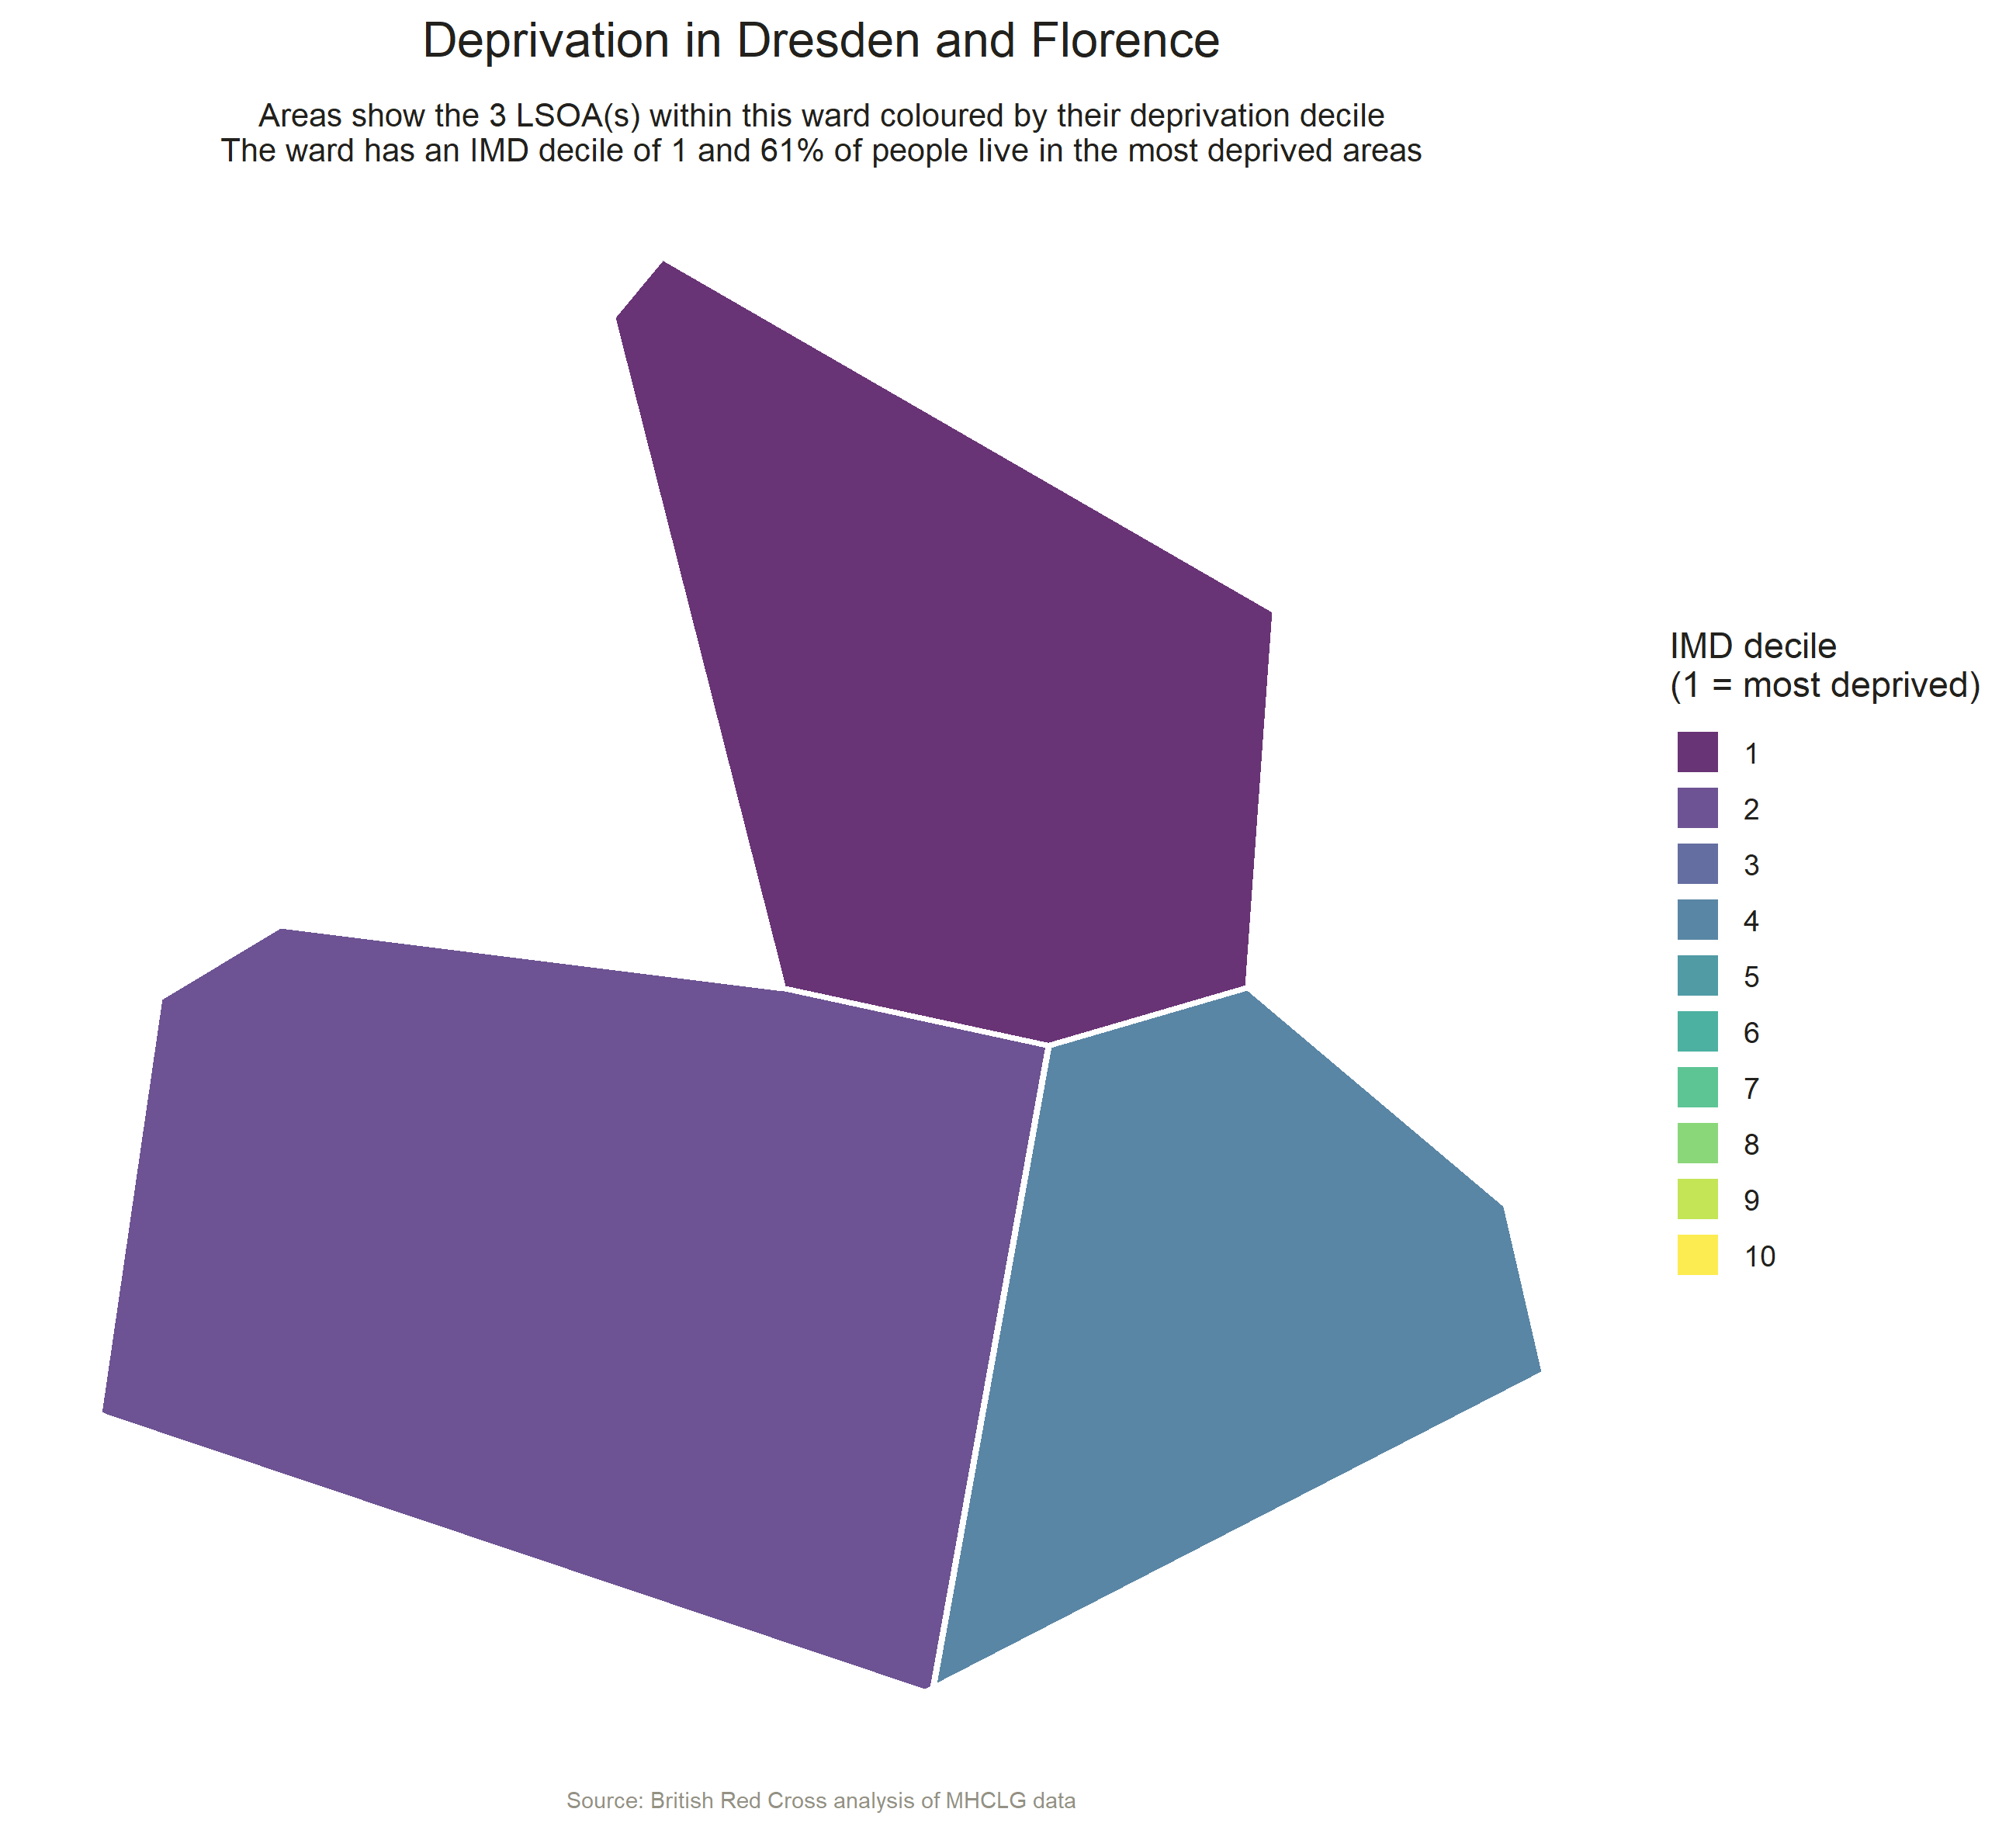 Deprivation in Dresden and Florence
Areas show the 3 LSOA(s) within this ward coloured by their deprivation decile
The ward has an IMD decile of 1 and 61% of people live in the most deprived areas
IMD decile
(1 = most deprived)
1
2
3
4
5
6
7
8
9
10
Source: British Red Cross analysis of MHCLG data